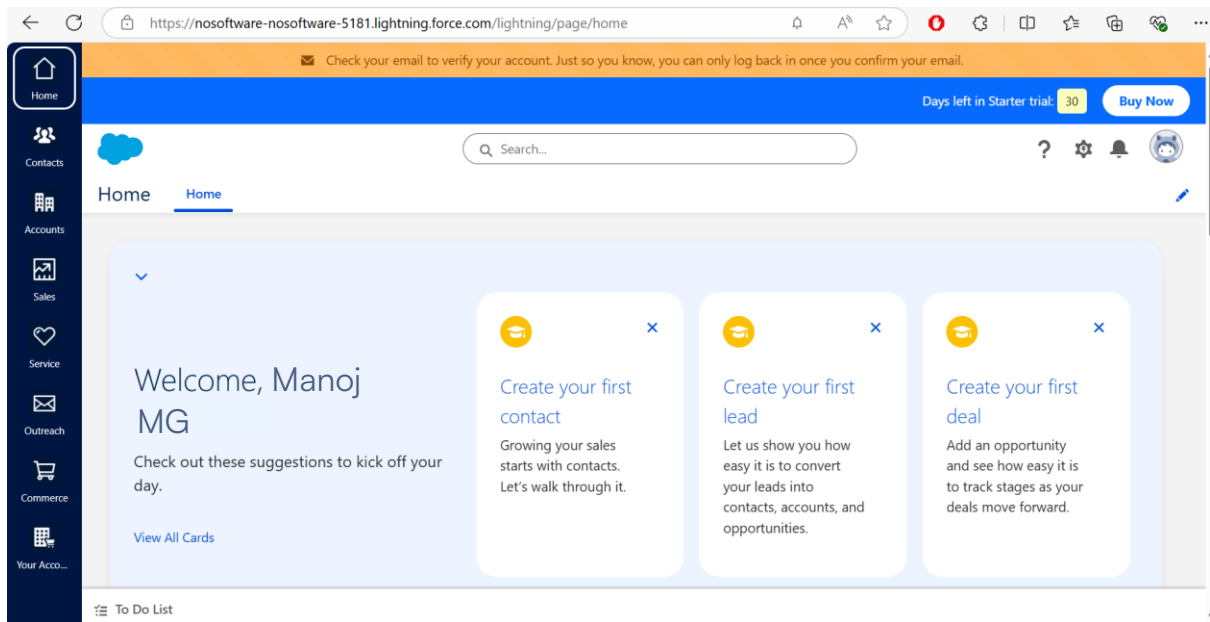 https://nosoftware-nosoftware-5181.lightning.force.com/lightning/page/home
Check your email to verify your account. Just so you know, you can only log back in once you confirm your email.
Days left in Starter trial: 30 Buy Now
Search...
Home Home
Home
Contacts
Accounts
Sales
Service
Outreach
Commerce
Your Acco...
Welcome, Manoj
MG
Check out these suggestions to kick off your
day.
View All Cards
Create your first
contact
Growing your sales
starts with contacts.
Let's walk through it.
Create your first
lead
Let us show you how
easy it is to convert
your leads into
contacts, accounts, and
opportunities.
Create your first
deal
Add an opportunity
and see how easy it is
to track stages as your
deals move forward.
To Do List